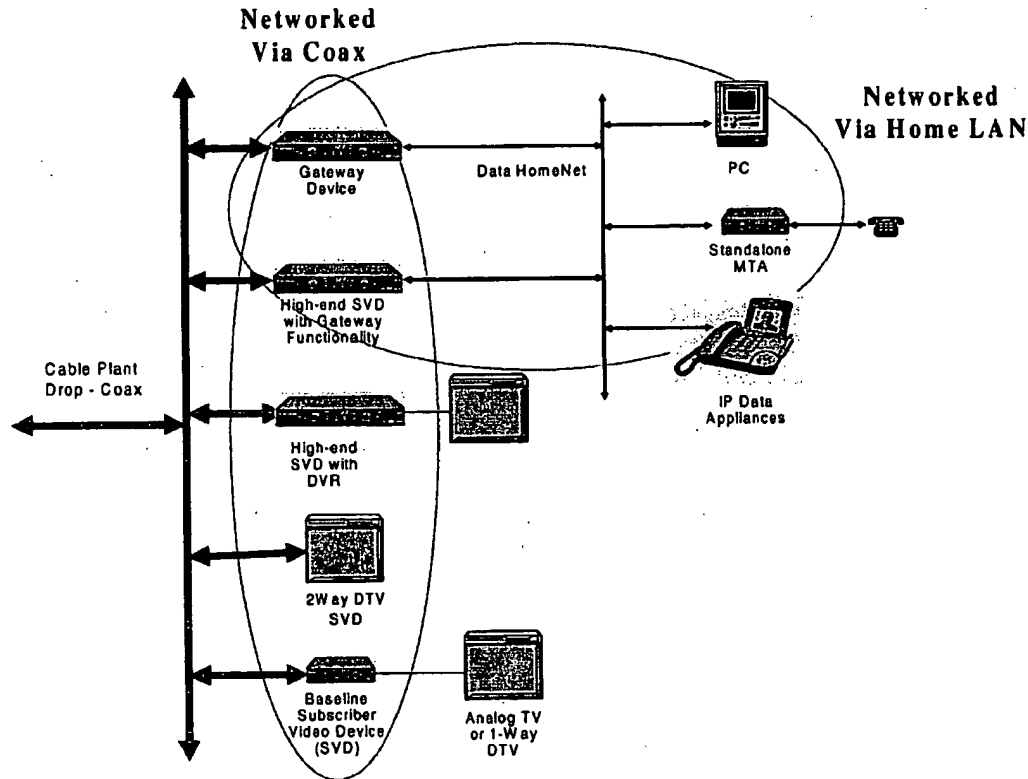 Networked
Via Coax
Networked
Via Home LAN
Gateway
Device
Data HomeNet
PC
Standalone
MTA
High-end SVD
with Gateway
Functionality
Cable Plant
Drop - Coax
IP Data
Appliances
High-end
SVD with
DVR
2Way DTV
SVD
Baseline
Subscriber
Video Device
(SVD)
Analog TV
or 1-Way
DTV